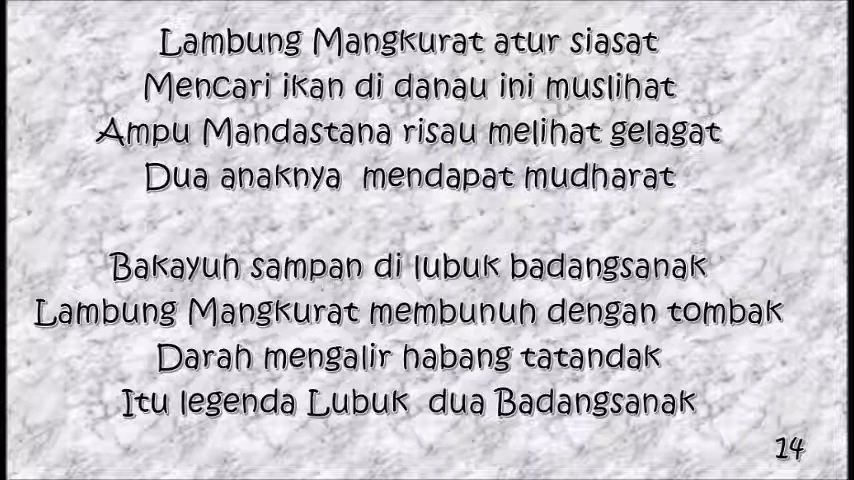 Lambung Mangkurat atur siasat
Mencari ikan di danau ini muslihat
Ampu Mandastana risau melihat gelagat
Dua anaknya mendapat mudharat
Bakayuh sampan di lubuk badangsanak
Lambung Mangkurat membunuh dengan tombak
Darah mengalir habang tatandak
Itu legenda Lubuk dua Badangsanak
14